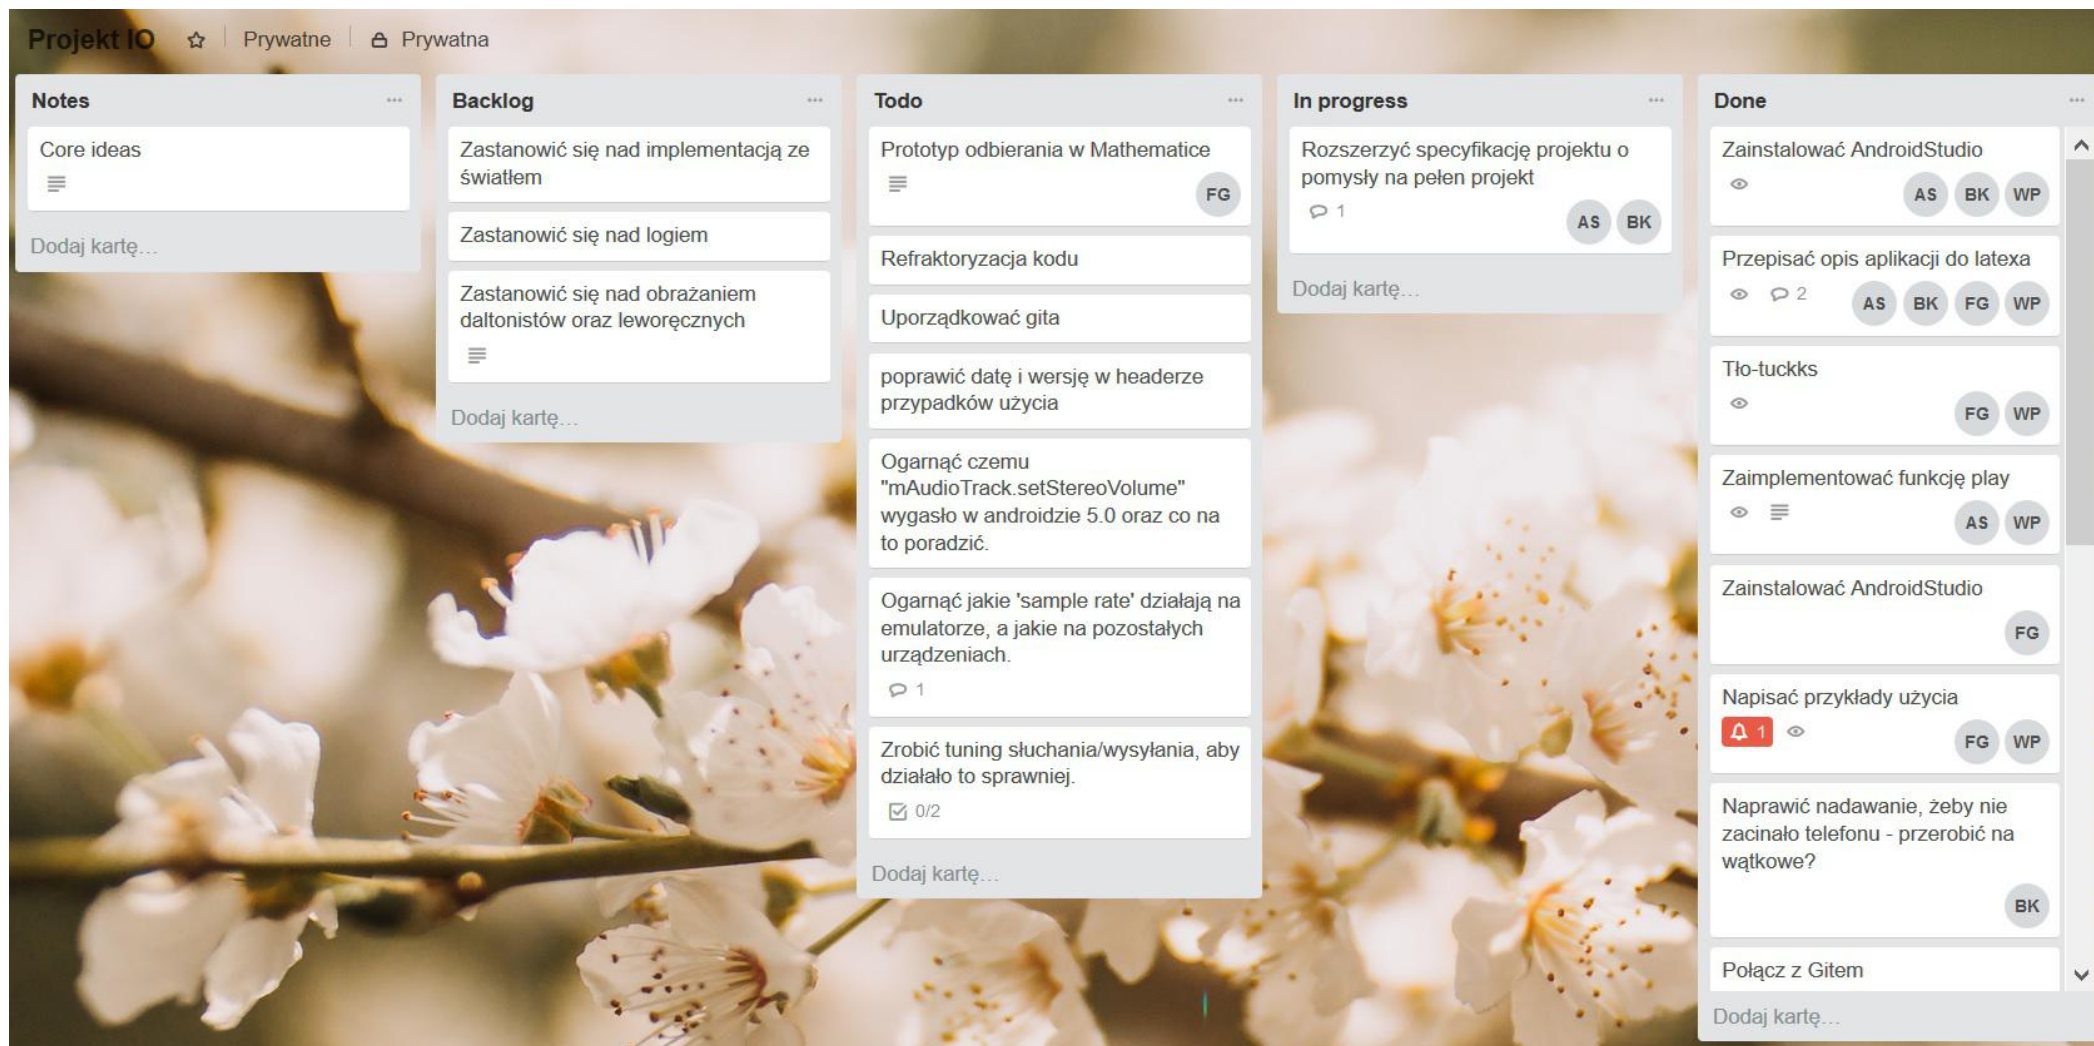 Projekt IO
Prywatne
Prywatna
Notes
Core ideas
Dodaj kartę...
Backlog
Zastanowić się nad implementacją ze
światłem
Zastanowić się nad logiem
Zastanowić się nad obrażaniem
daltonistów oraz leworęcznych
Dodaj kartę...
Todo
Prototyp odbierania w Mathematice
FG
Refraktoryzacja kodu
Uporządkować gita
poprawić datę i wersję w headerze
przypadków użycia
Ogarnąć czemu
"mAudioTrack.setStereoVolume"
wygasło w androidzie 5.0 oraz co na
to poradzić.
Ogarnąć jakie 'sample rate' działają na
emulatorze, a jakie na pozostałych
urządzeniach.
1
Zrobić tuning słuchania/wysyłania, aby
działało to sprawniej.
0/2
Dodaj kartę...
In progress
Rozszerzyć specyfikację projektu o
pomysły na pełen projekt
1
AS BK
Dodaj kartę...
Done
Zainstalować AndroidStudio
AS BK WP
Przepisać opis aplikacji do latexa
2
AS BK FG WP
Tło-tuckks
FG WP
Zaimplementować funkcję play
AS WP
Zainstalować AndroidStudio
FG
Napisać przykłady użycia
1
FG WP
Naprawić nadawanie, żeby nie
zacinało telefonu - przerobić na
wątkowe?
BK
Połącz z Gitem
Dodaj kartę...